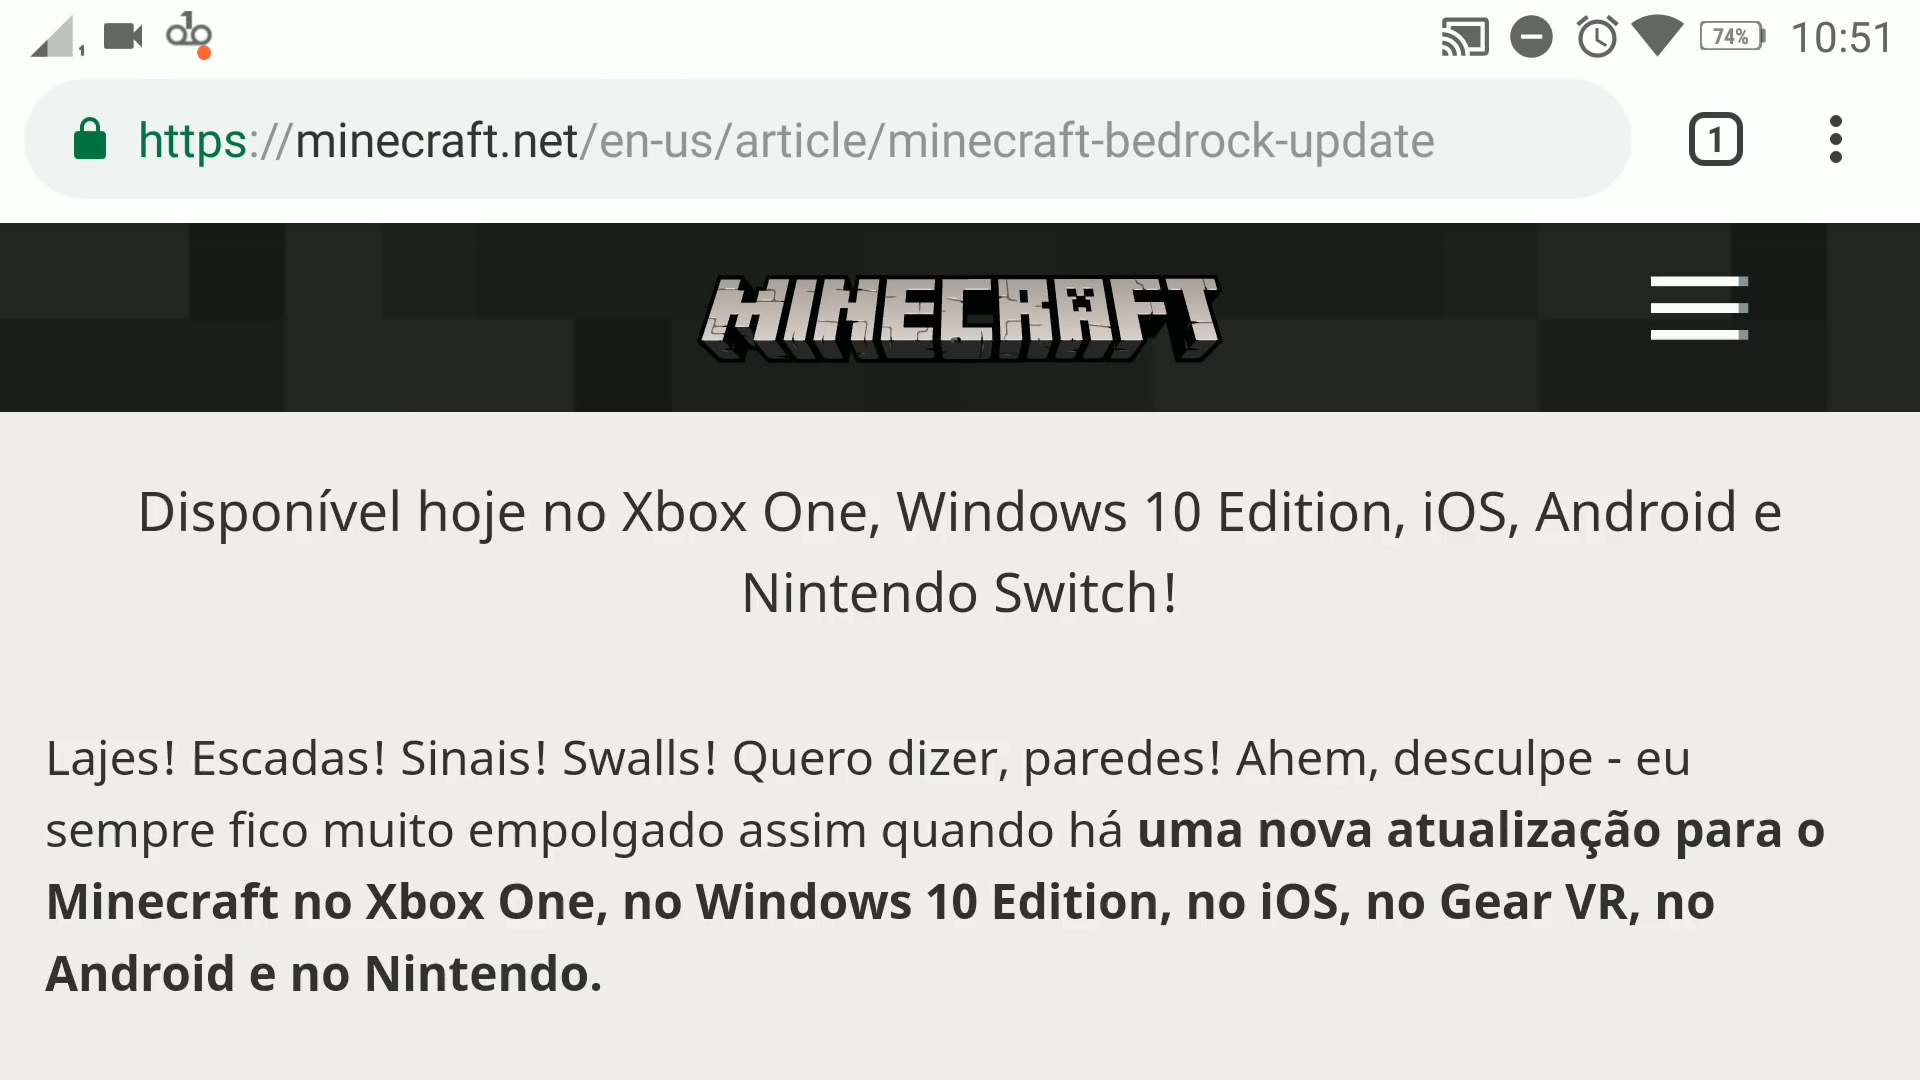 1
1
74%
10:51
https://minecraft.net/en-us/article/minecraft-bedrock-update
1
MINECRAFT
Disponível hoje no Xbox One, Windows 10 Edition, iOS, Android e
Nintendo Switch!
Lajes! Escadas! Sinais! Swalls! Quero dizer, paredes! Ahem, desculpe - eu
sempre fico muito empolgado assim quando há uma nova atualização para o
Minecraft no Xbox One, no Windows 10 Edition, no iOS, no Gear VR, no
Android e no Nintendo.